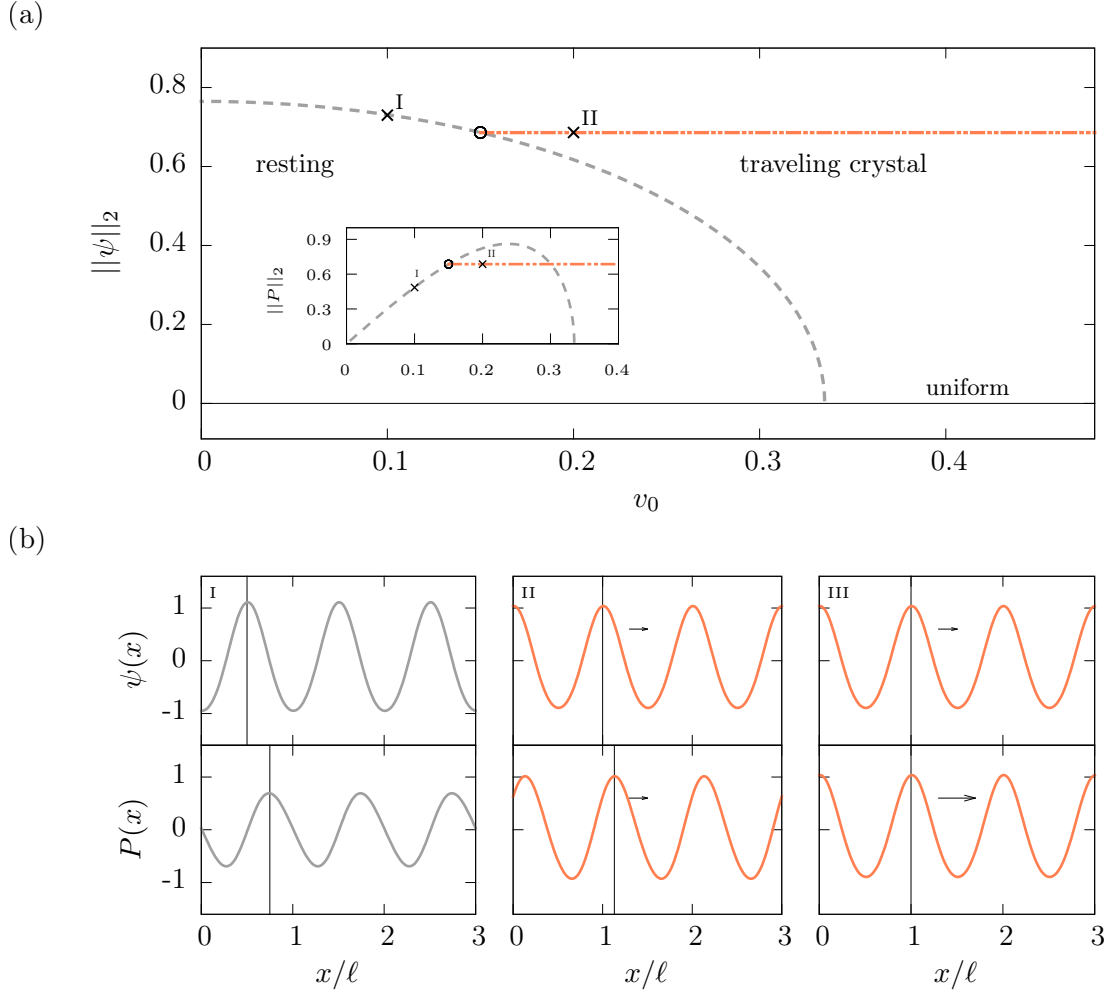 (a)
0.8
0.6
0.4
0.2
0
||ψ||₂
I
II
resting
traveling crystal
uniform
0.9
0.6
0.3
0
||P||₂
I
II
0 0.1 0.2 0.3 0.4
0 0.1 0.2 0.3 0.4
v₀
(b)
I
II
III
1
0
-1
ψ(x)
1
0
-1
P(x)
0 1 2 3
0 1 2 3
0 1 2 3
x/ℓ
x/ℓ
x/ℓ